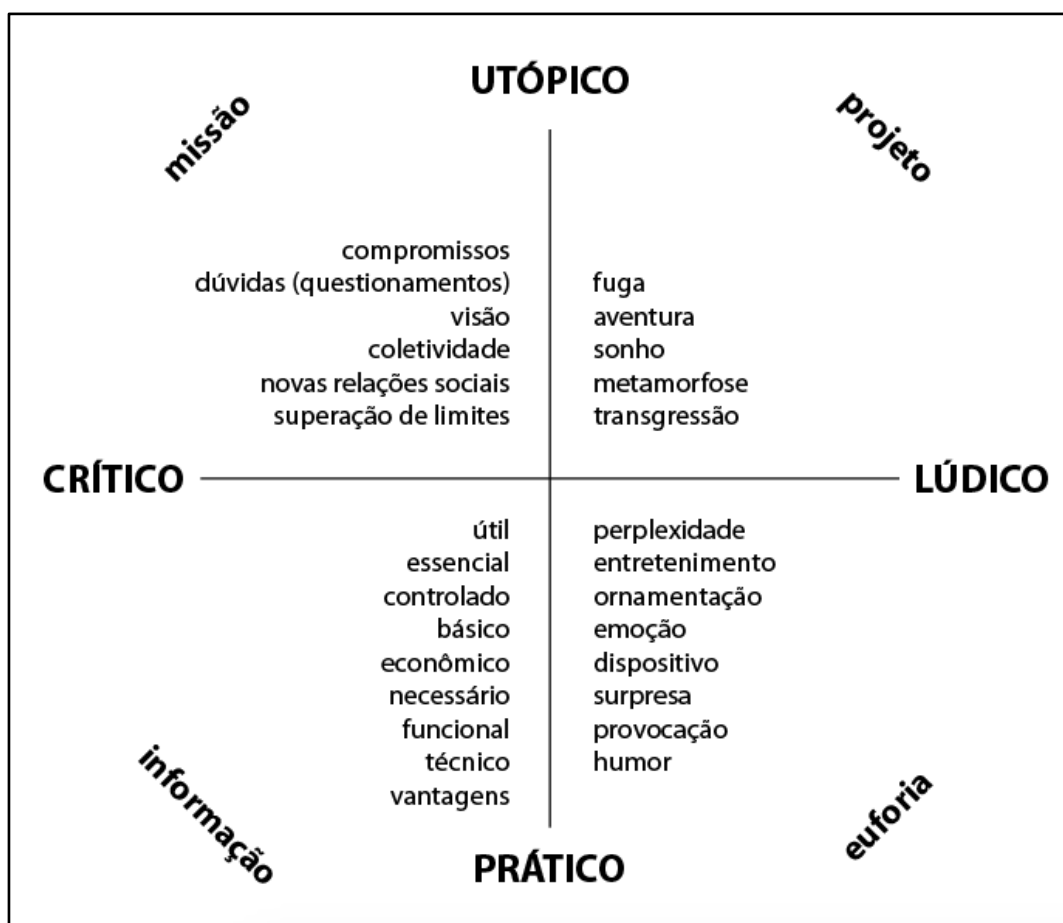 UTÓPICO
missão
projeto
compromissos
dúvidas (questionamentos)
visão
coletividade
novas relações sociais
superação de limites
fuga
aventura
sonho
metamorfose
transgressão
CRÍTICO
LÚDICO
útil
essencial
controlado
básico
econômico
necessário
funcional
técnico
vantagens
perplexidade
entretenimento
ornamentação
emoção
dispositivo
surpresa
provocação
humor
informação
euforia
PRÁTICO